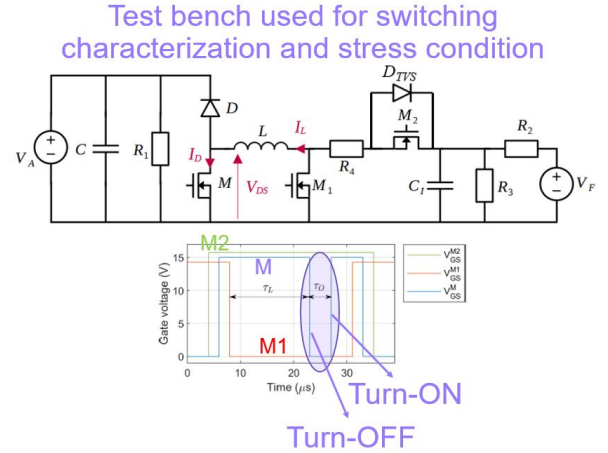 Test bench used for switching
characterization and stress condition
D_TVS
D
M_2
L
I_L
R_2
V_A
C
R_1
I_D
M
V_DS
M_1
R_4
C_I
R_3
V_F
M2
M
M1
Gate voltage (V)
15
10
5
0
τ_L
τ_O
0
10
20
30
Time (μs)
V_GS^M2
V_GS^M1
V_GS^M
Turn-ON
Turn-OFF